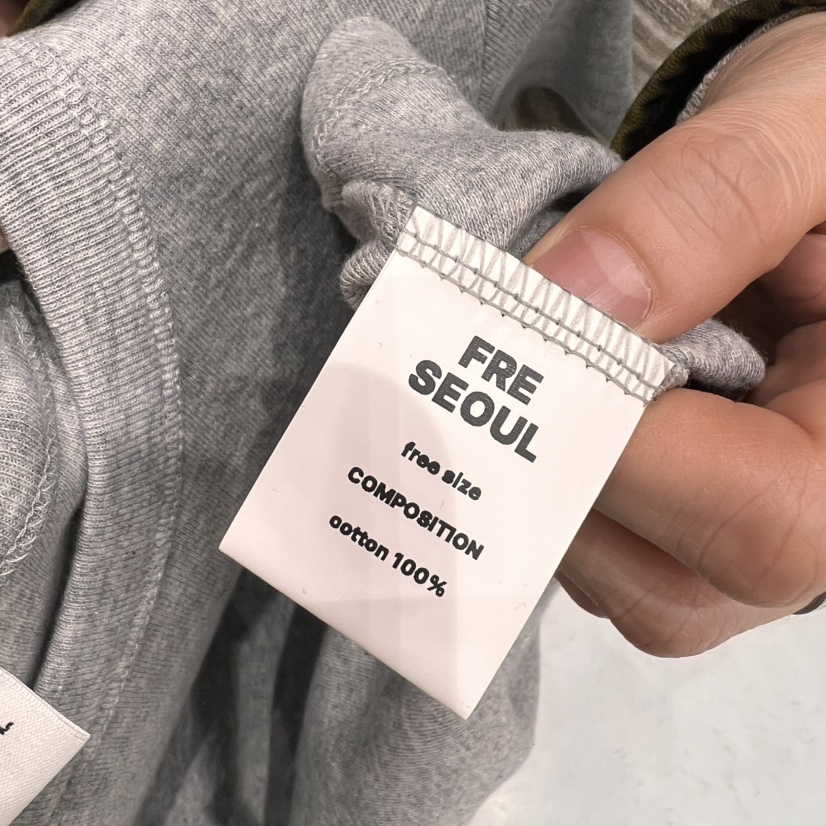 FRE
SEOUL
free size
COMPOSITION
cotton 100%